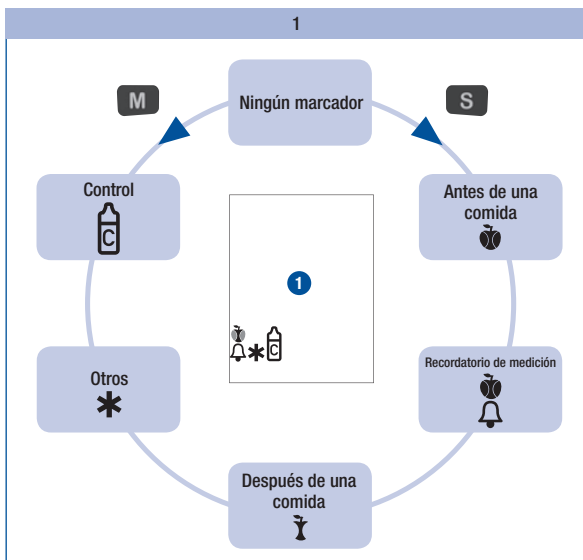 1
M
Ningún marcador
S
Control
C
Antes de una
comida
1
C
Otros
Recordatorio de medición
Después de una
comida